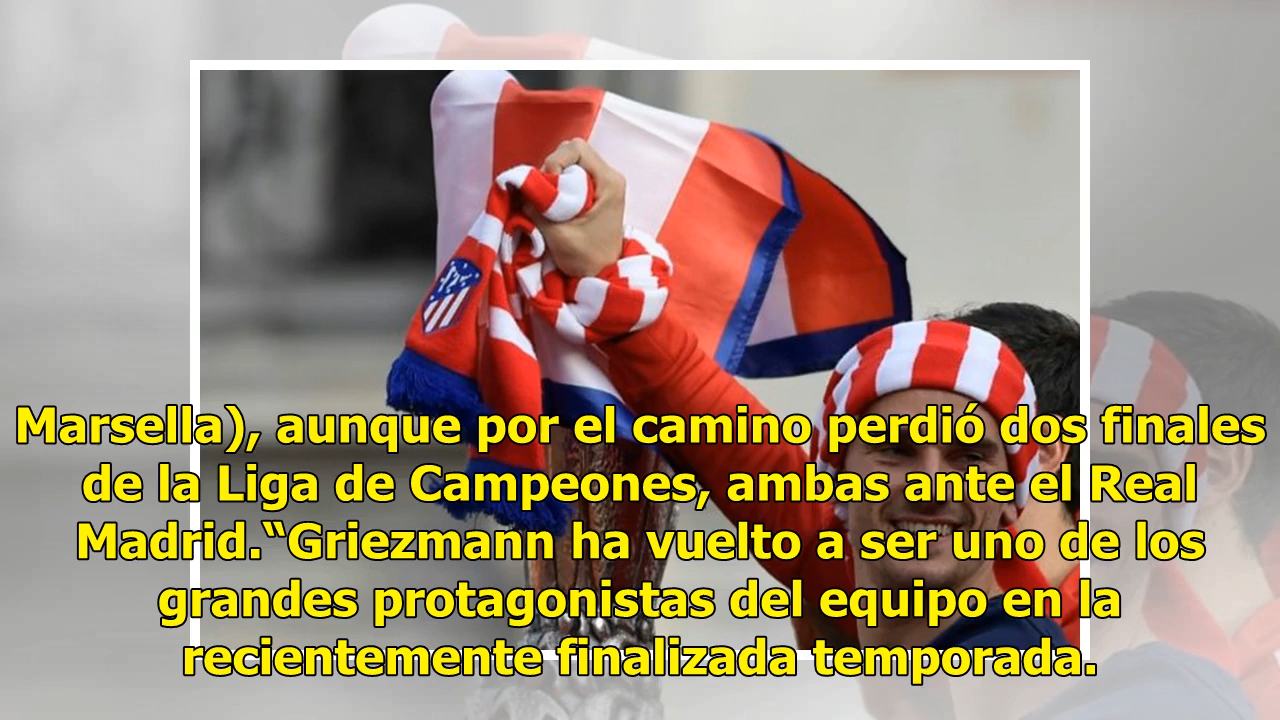 Marsella), aunque por el camino perdió dos finales
de la Liga de Campeones, ambas ante el Real
Madrid.“Griezmann ha vuelto a ser uno de los
grandes protagonistas del equipo en la
recientemente finalizada temporada.